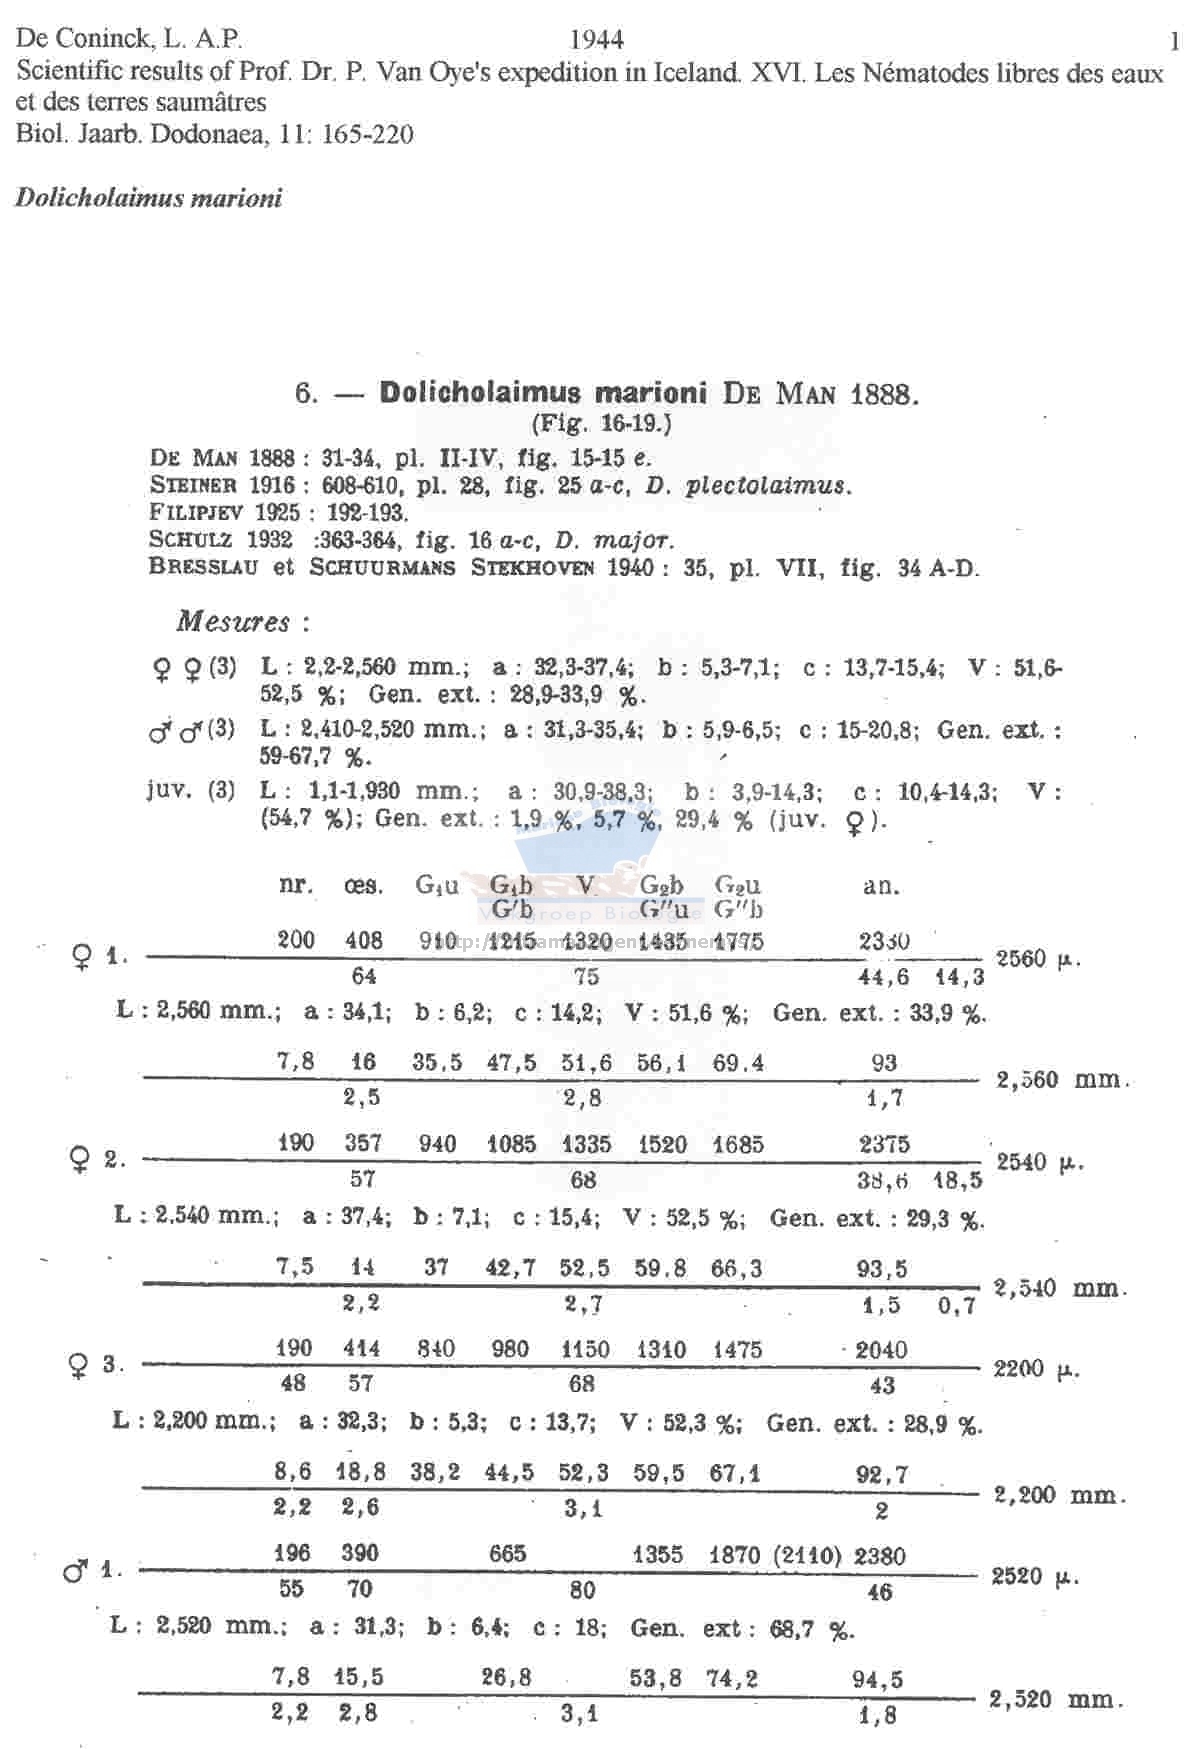 De Coninck, L. A.P. 1944 1
Scientific results of Prof. Dr. P. Van Oye's expedition in Iceland. XVI. Les Nématodes libres des eaux
et des terres saumâtres
Biol. Jaarb. Dodonaea, 11: 165-220
Dolicholaimus marioni
6. — Dolicholaimus marioni DE MAN 1888.
(Fig. 16-19.)
DE MAN 1888 : 31-34, pl. II-IV, fig. 15-15 e.
STEINER 1916 : 608-610, pl. 28, fig. 25 a-c, D. plectolaimus.
FILIPJEV 1925 : 192-193.
SCHULZ 1932 :363-364, fig. 16 a-c, D. major.
BRESSLAU et SCHUURMANS STEKHOVEN 1940 : 35, pl. VII, fig. 34 A-D.
Mesures :
♀ ♀ (3) L : 2,2-2,560 mm.; a : 32,3-37,4; b : 5,3-7,1; c : 13,7-15,4; V : 51,6-
52,5 %; Gen. ext. : 28,9-33,9 %.
♂ ♂ (3) L : 2,410-2,520 mm.; a : 31,3-35,4; b : 5,9-6,5; c : 15-20,8; Gen. ext. :
59-67,7 %.
juv. (3) L : 1,1-1,930 mm.; a : 30,9-38,3; b : 3,9-14,3; c : 10,4-14,3; V :
(54,7 %); Gen. ext. : 1,9 %, 5,7 %, 29,4 % (juv. ♀).
nr. œs. G₁u G₁b V G₂b G₂u an.
G′b G″u G″b
Vakgroep Biologie
200 408 910 1215 1320 1435 1775 2330
♀ 1. 2560 µ.
64 75 44,6 14,3
L : 2,560 mm.; a : 34,1; b : 6,2; c : 14,2; V : 51,6 %; Gen. ext. : 33,9 %.
7,8 16 35,5 47,5 51,6 56,1 69.4 93
2,560 mm.
2,5 2,8 1,7
190 357 940 1085 1335 1520 1685 2375
♀ 2. 2540 µ.
57 68 38,6 18,5
L : 2.540 mm.; a : 37,4; b : 7,1; c : 15,4; V : 52,5 %; Gen. ext. : 29,3 %.
7,5 14 37 42,7 52,5 59.8 66,3 93,5
2,540 mm.
2,2 2,7 1,5 0,7
190 414 840 980 1150 1310 1475 2040
♀ 3. 2200 µ.
48 57 68 43
L : 2,200 mm.; a : 32,3; b : 5,3; c : 13,7; V : 52,3 %; Gen. ext. : 28,9 %.
8,6 18,8 38,2 44,5 52,3 59,5 67,1 92,7
2,200 mm.
2,2 2,6 3,1 2
196 390 665 1355 1870 (2110) 2380
♂ 1. 2520 µ.
55 70 80 46
L : 2,520 mm.; a : 31,3; b : 6,4; c : 18; Gen. ext : 68,7 %.
7,8 15,5 26,8 53,8 74,2 94,5
2,520 mm.
2,2 2,8 3,1 1,8